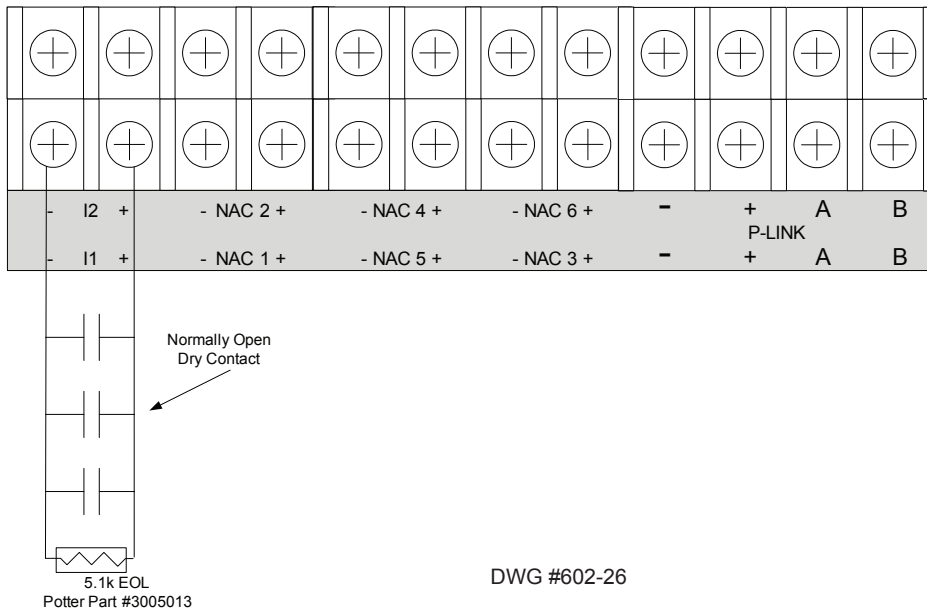 - I2 + - NAC 2 + - NAC 4 + - NAC 6 + - + A B
P-LINK
- I1 + - NAC 1 + - NAC 5 + - NAC 3 + - + A B
Normally Open
Dry Contact
5.1k EOL
Potter Part #3005013
DWG #602-26